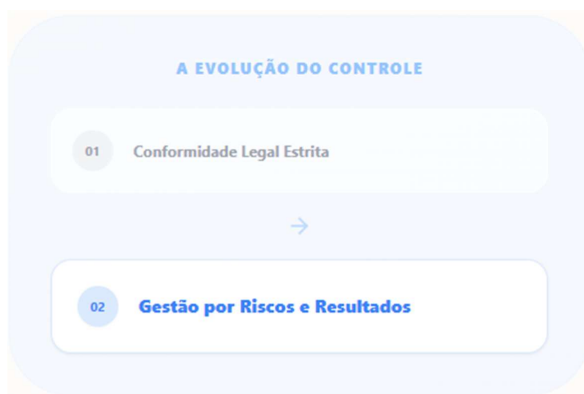 A EVOLUÇÃO DO CONTROLE
01
Conformidade Legal Estrita
→
02
Gestão por Riscos e Resultados